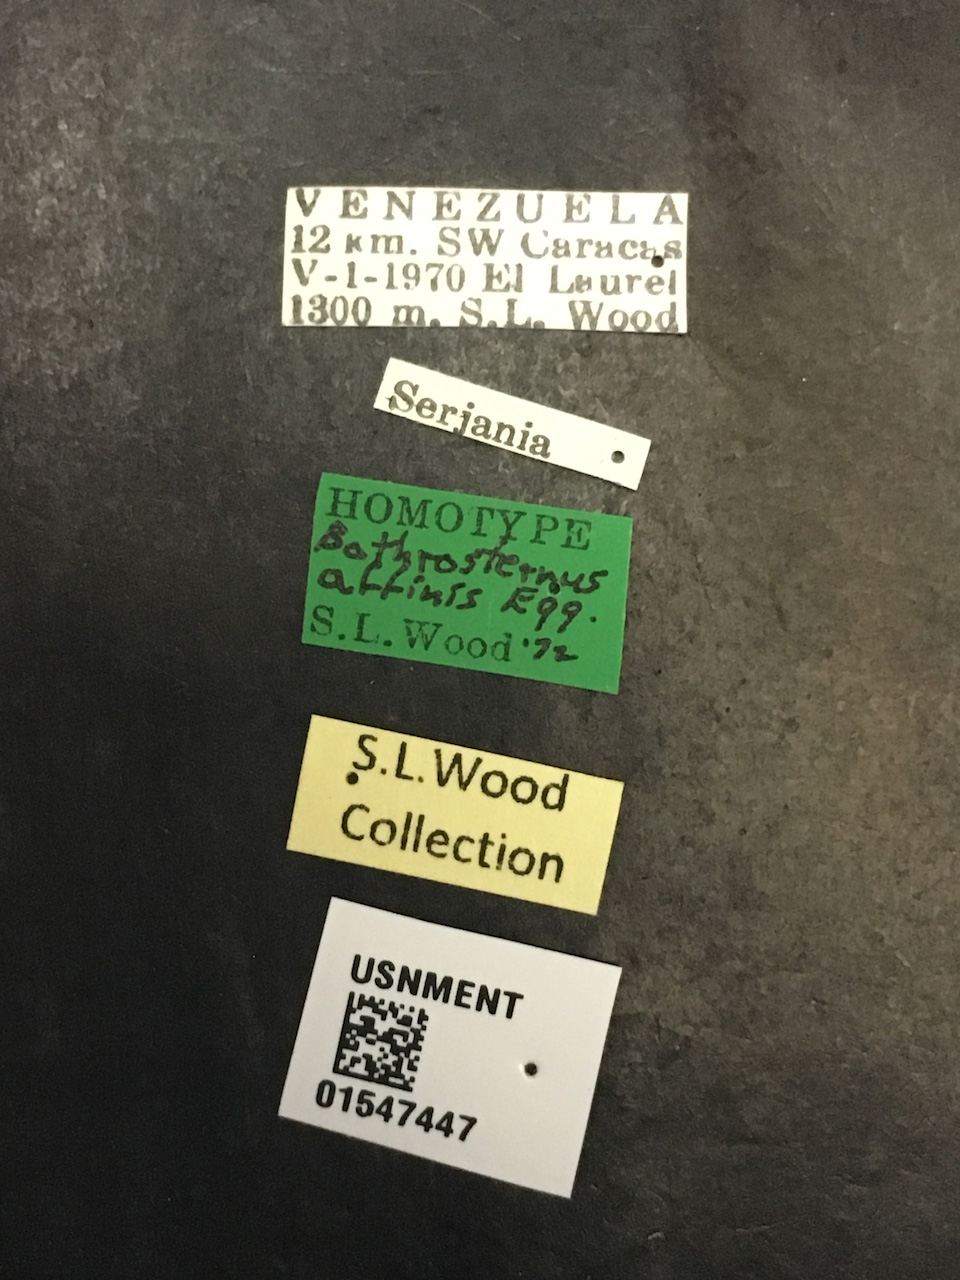 VENEZUELA
12 km. SW Caracas
V-1-1970 El Laurel
1300 m. S.L. Wood
Serjania
HOMOTYPE
Bothrosternus
affinis Egg.
S.L. Wood '72
S.L. Wood
Collection
USNMENT
01547447